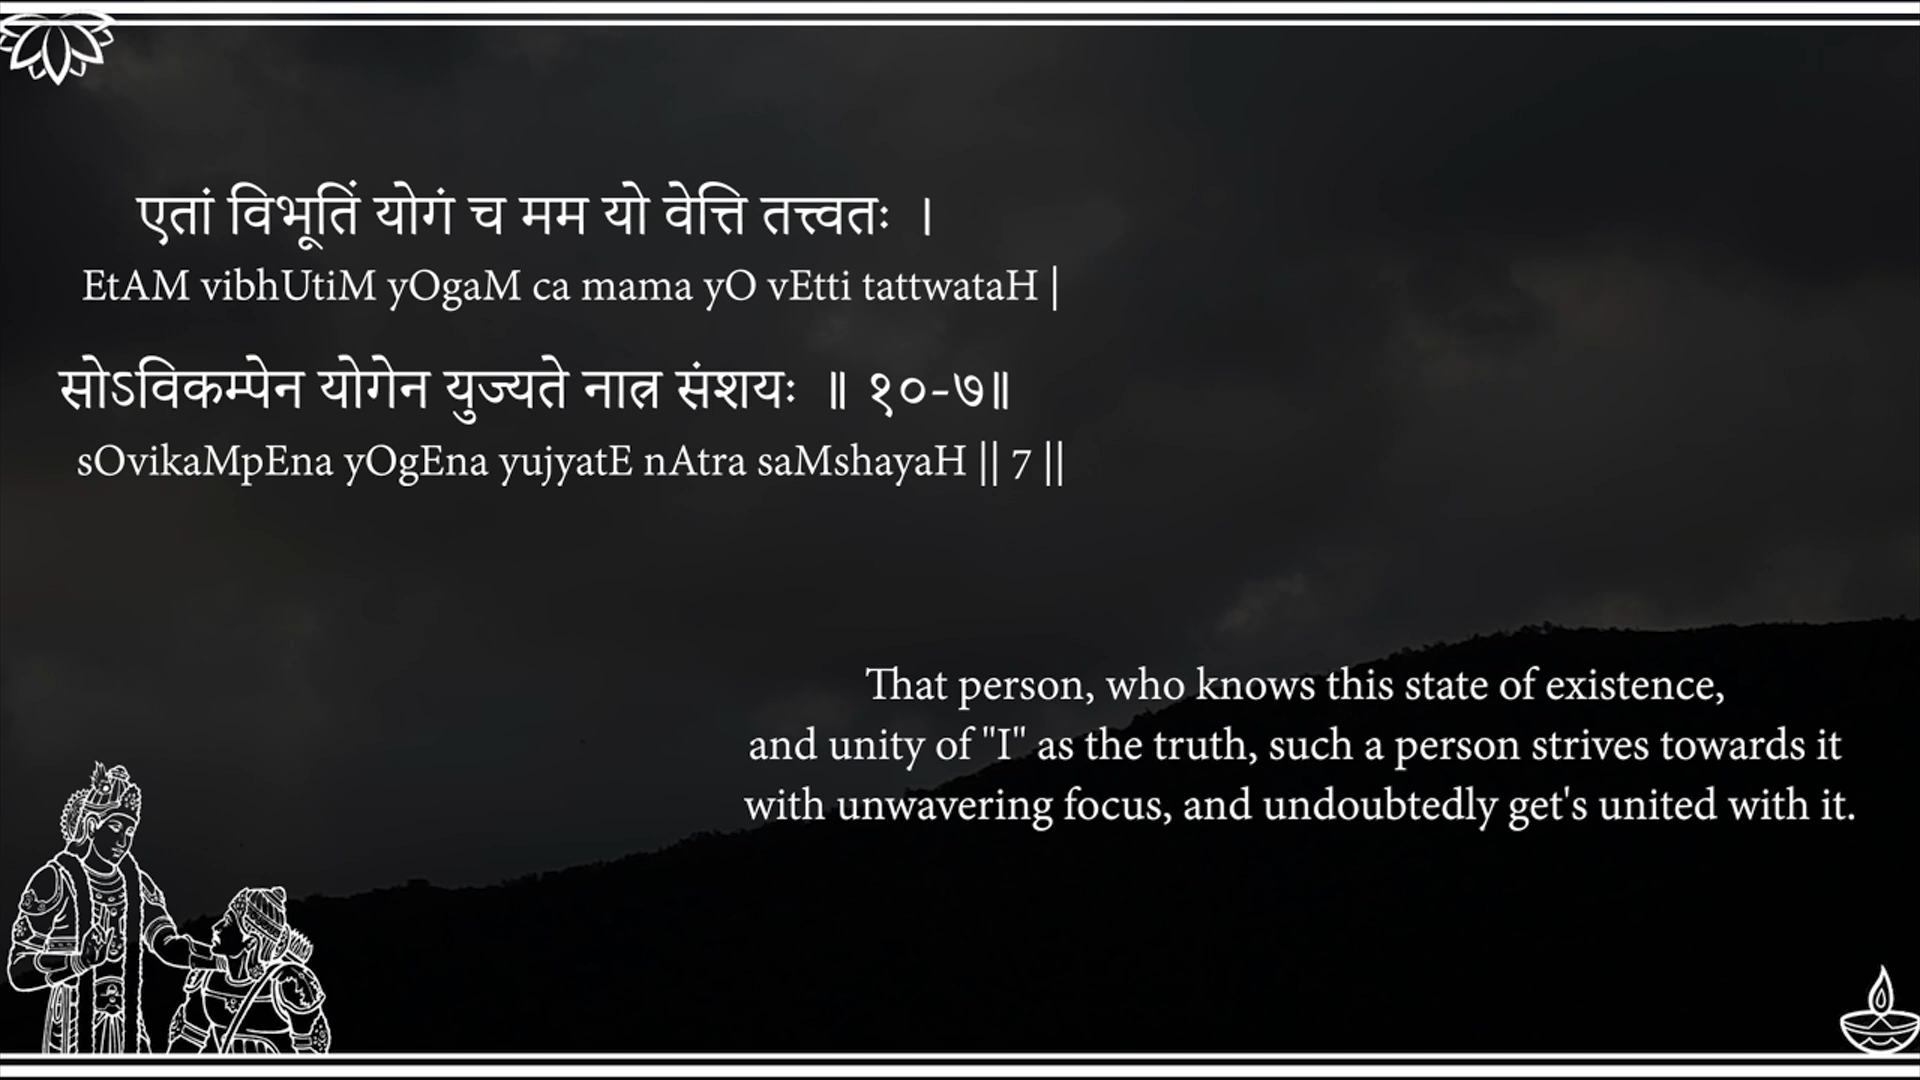 एतां विभूतिं योगं च मम यो वेत्ति तत्त्वतः ।
EtAM vibhUtiM yOgaM ca mama yO vEtti tattwataH |
सोऽविकम्पेन योगेन युज्यते नात्र संशयः ॥ १०-७॥
sOvikaMpEna yOgEna yujyatE nAtra saMshayaH || 7 ||
That person, who knows this state of existence,
and unity of "I" as the truth, such a person strives towards it
with unwavering focus, and undoubtedly get's united with it.